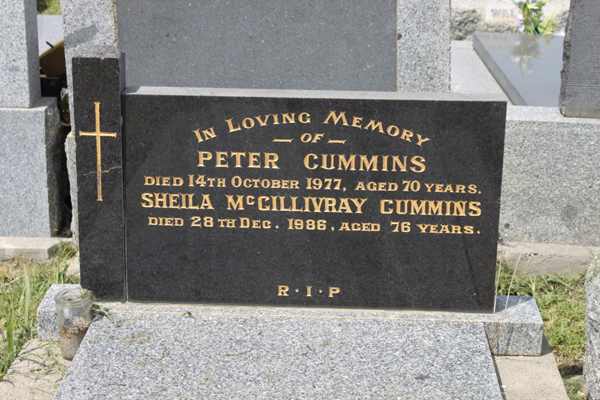 In Loving Memory
– OF –
PETER CUMMINS
DIED 14TH OCTOBER 1977, AGED 70 YEARS.
SHEILA McGILLIVRAY CUMMINS
DIED 28TH DEC. 1986, AGED 76 YEARS.
R·I·P